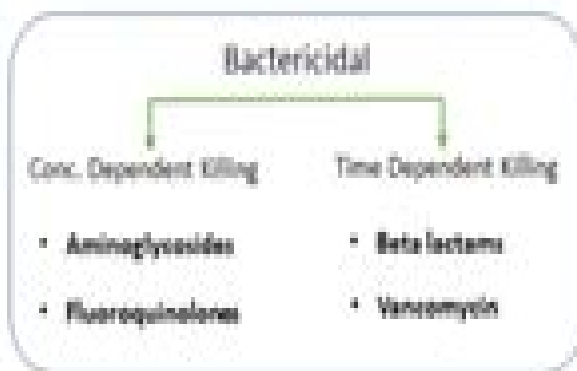 Bactericidal
Conc. Dependent Killing
Time Dependent Killing
• Aminoglycosides
• Beta lactams
• Fluoroquinolones
• Vancomycin